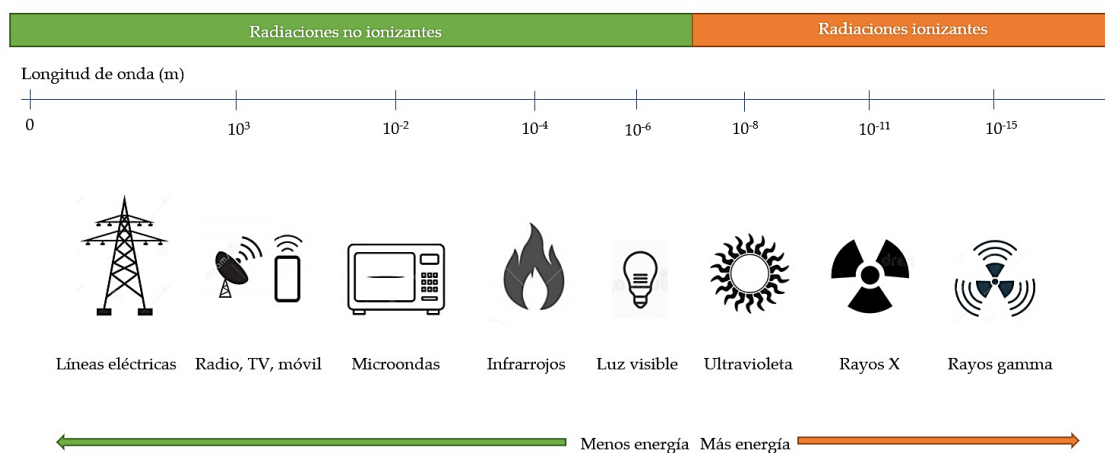 Radiaciones no ionizantes
Radiaciones ionizantes
Longitud de onda (m)
0 10³ 10⁻² 10⁻⁴ 10⁻⁶ 10⁻⁸ 10⁻¹¹ 10⁻¹⁵
Líneas eléctricas Radio, TV, móvil Microondas Infrarrojos Luz visible Ultravioleta Rayos X Rayos gamma
Menos energía Más energía